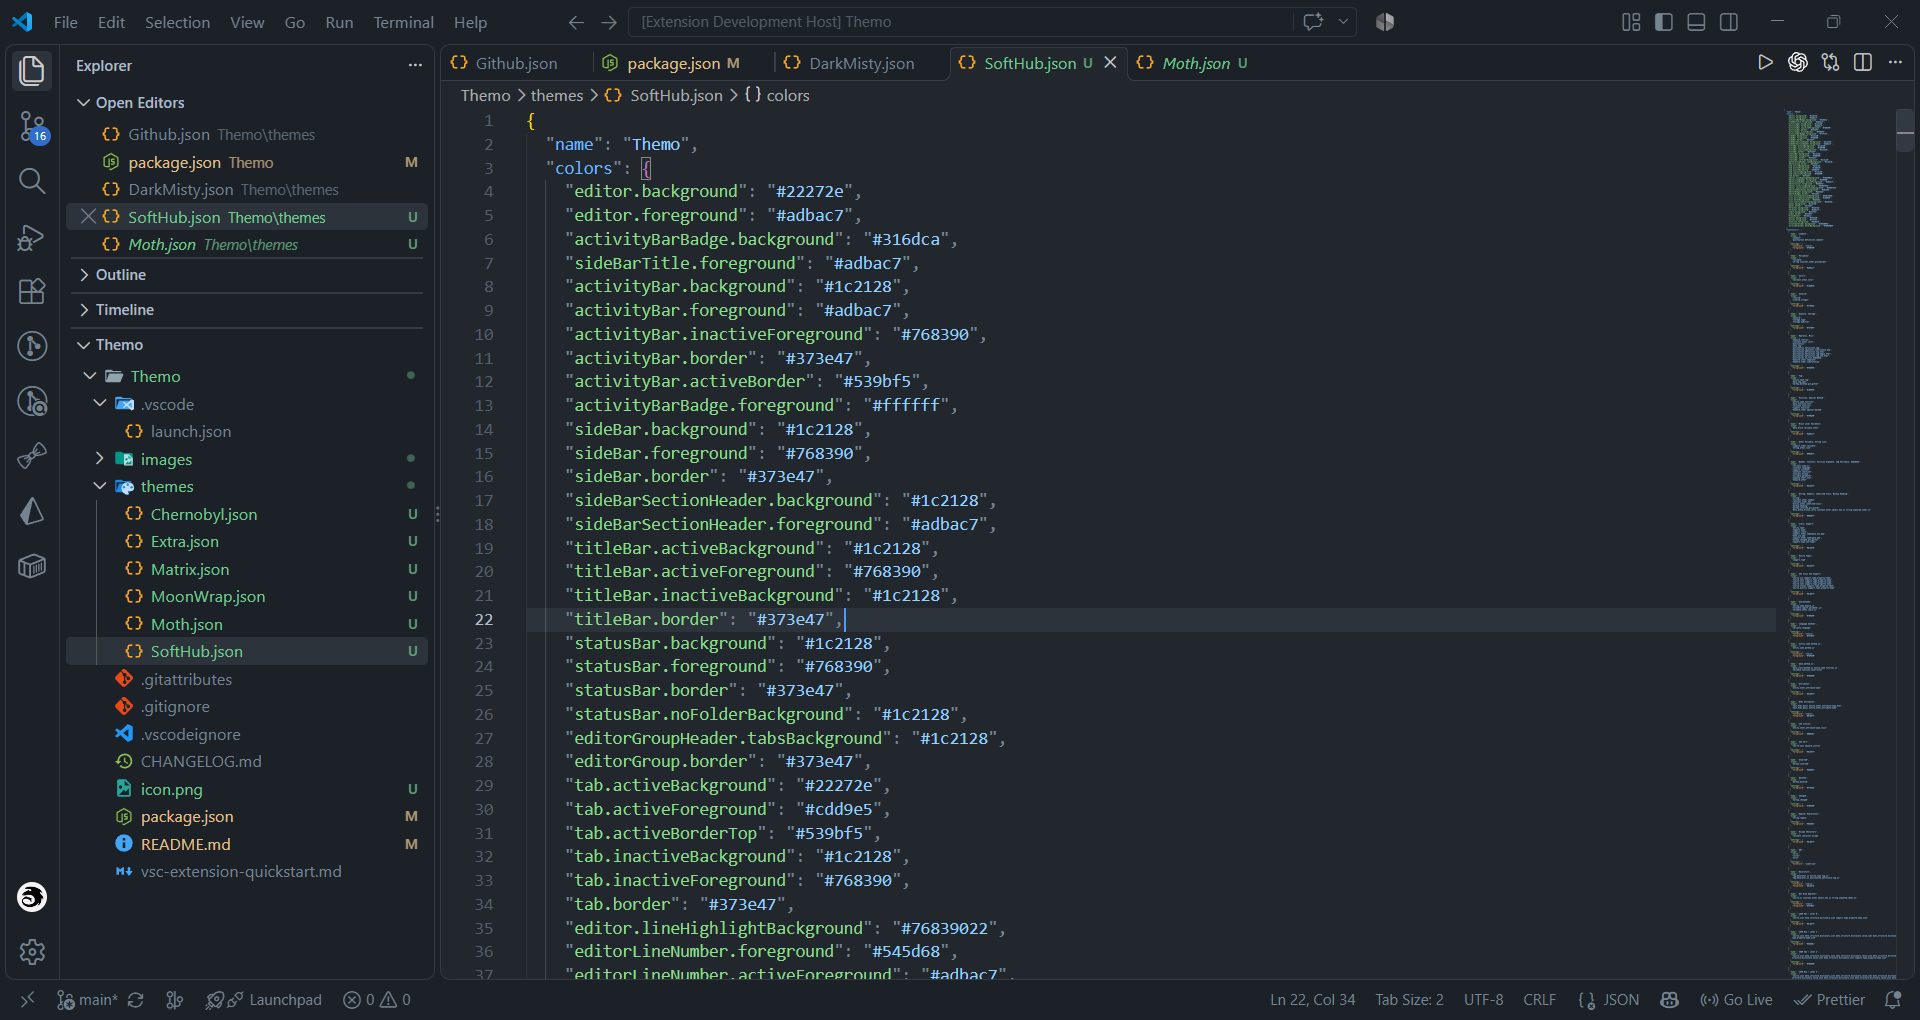 File Edit Selection View Go Run Terminal Help
[Extension Development Host] Themo
Explorer
Open Editors
Github.json Themo\themes
package.json Themo M
DarkMisty.json Themo\themes
SoftHub.json Themo\themes U
Moth.json Themo\themes U
Outline
Timeline
Themo
Themo
.vscode
launch.json
images
themes
Chernobyl.json U
Extra.json U
Matrix.json U
MoonWrap.json U
Moth.json U
SoftHub.json U
.gitattributes
.gitignore
.vscodeignore
CHANGELOG.md
icon.png U
package.json M
README.md M
vsc-extension-quickstart.md
16
Github.json
package.json M
DarkMisty.json
SoftHub.json U
Moth.json U
Themo > themes > {} SoftHub.json > {} colors
1 {
2 "name": "Themo",
3 "colors": {
4 "editor.background": "#22272e",
5 "editor.foreground": "#adbac7",
6 "activityBarBadge.background": "#316dca",
7 "sideBarTitle.foreground": "#adbac7",
8 "activityBar.background": "#1c2128",
9 "activityBar.foreground": "#adbac7",
10 "activityBar.inactiveForeground": "#768390",
11 "activityBar.border": "#373e47",
12 "activityBar.activeBorder": "#539bf5",
13 "activityBarBadge.foreground": "#ffffff",
14 "sideBar.background": "#1c2128",
15 "sideBar.foreground": "#768390",
16 "sideBar.border": "#373e47",
17 "sideBarSectionHeader.background": "#1c2128",
18 "sideBarSectionHeader.foreground": "#adbac7",
19 "titleBar.activeBackground": "#1c2128",
20 "titleBar.activeForeground": "#768390",
21 "titleBar.inactiveBackground": "#1c2128",
22 "titleBar.border": "#373e47",
23 "statusBar.background": "#1c2128",
24 "statusBar.foreground": "#768390",
25 "statusBar.border": "#373e47",
26 "statusBar.noFolderBackground": "#1c2128",
27 "editorGroupHeader.tabsBackground": "#1c2128",
28 "editorGroup.border": "#373e47",
29 "tab.activeBackground": "#22272e",
30 "tab.activeForeground": "#cdd9e5",
31 "tab.activeBorderTop": "#539bf5",
32 "tab.inactiveBackground": "#1c2128",
33 "tab.inactiveForeground": "#768390",
34 "tab.border": "#373e47",
35 "editor.lineHighlightBackground": "#76839022",
36 "editorLineNumber.foreground": "#545d68",
37 "editorLineNumber.activeForeground": "#adbac7",
main* Launchpad 0 0
Ln 22, Col 34 Tab Size: 2 UTF-8 CRLF {} JSON Go Live Prettier